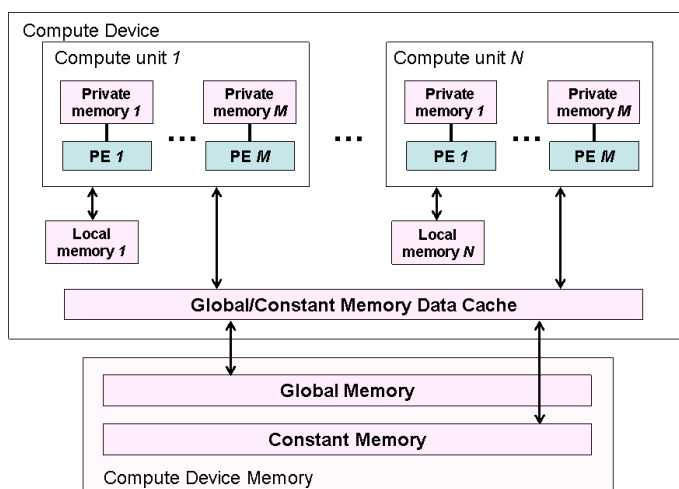 Compute Device
Compute unit 1
Compute unit N
Private memory 1
Private memory M
Private memory 1
Private memory M
PE 1
PE M
PE 1
PE M
Local memory 1
Local memory N
Global/Constant Memory Data Cache
Global Memory
Constant Memory
Compute Device Memory